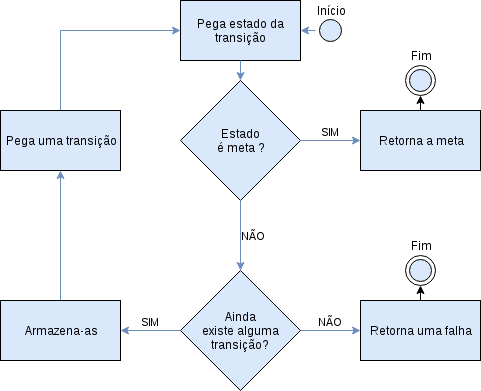 Início
Pega estado da
transição
Fim
Pega uma transição
Estado
é meta ?
SIM
Retorna a meta
NÃO
Fim
Armazena-as
SIM
Ainda
existe alguma
transição?
NÃO
Retorna uma falha